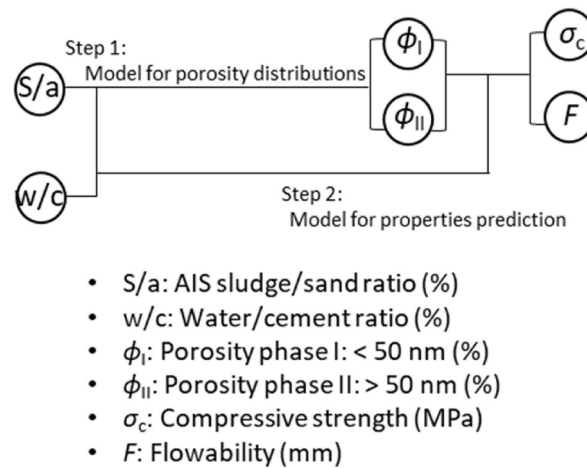 Step 1:
Model for porosity distributions
S/a
w/c
ϕI
ϕII
σc
F
Step 2:
Model for properties prediction
• S/a: AIS sludge/sand ratio (%)
• w/c: Water/cement ratio (%)
• ϕI: Porosity phase I: < 50 nm (%)
• ϕII: Porosity phase II: > 50 nm (%)
• σc: Compressive strength (MPa)
• F: Flowability (mm)